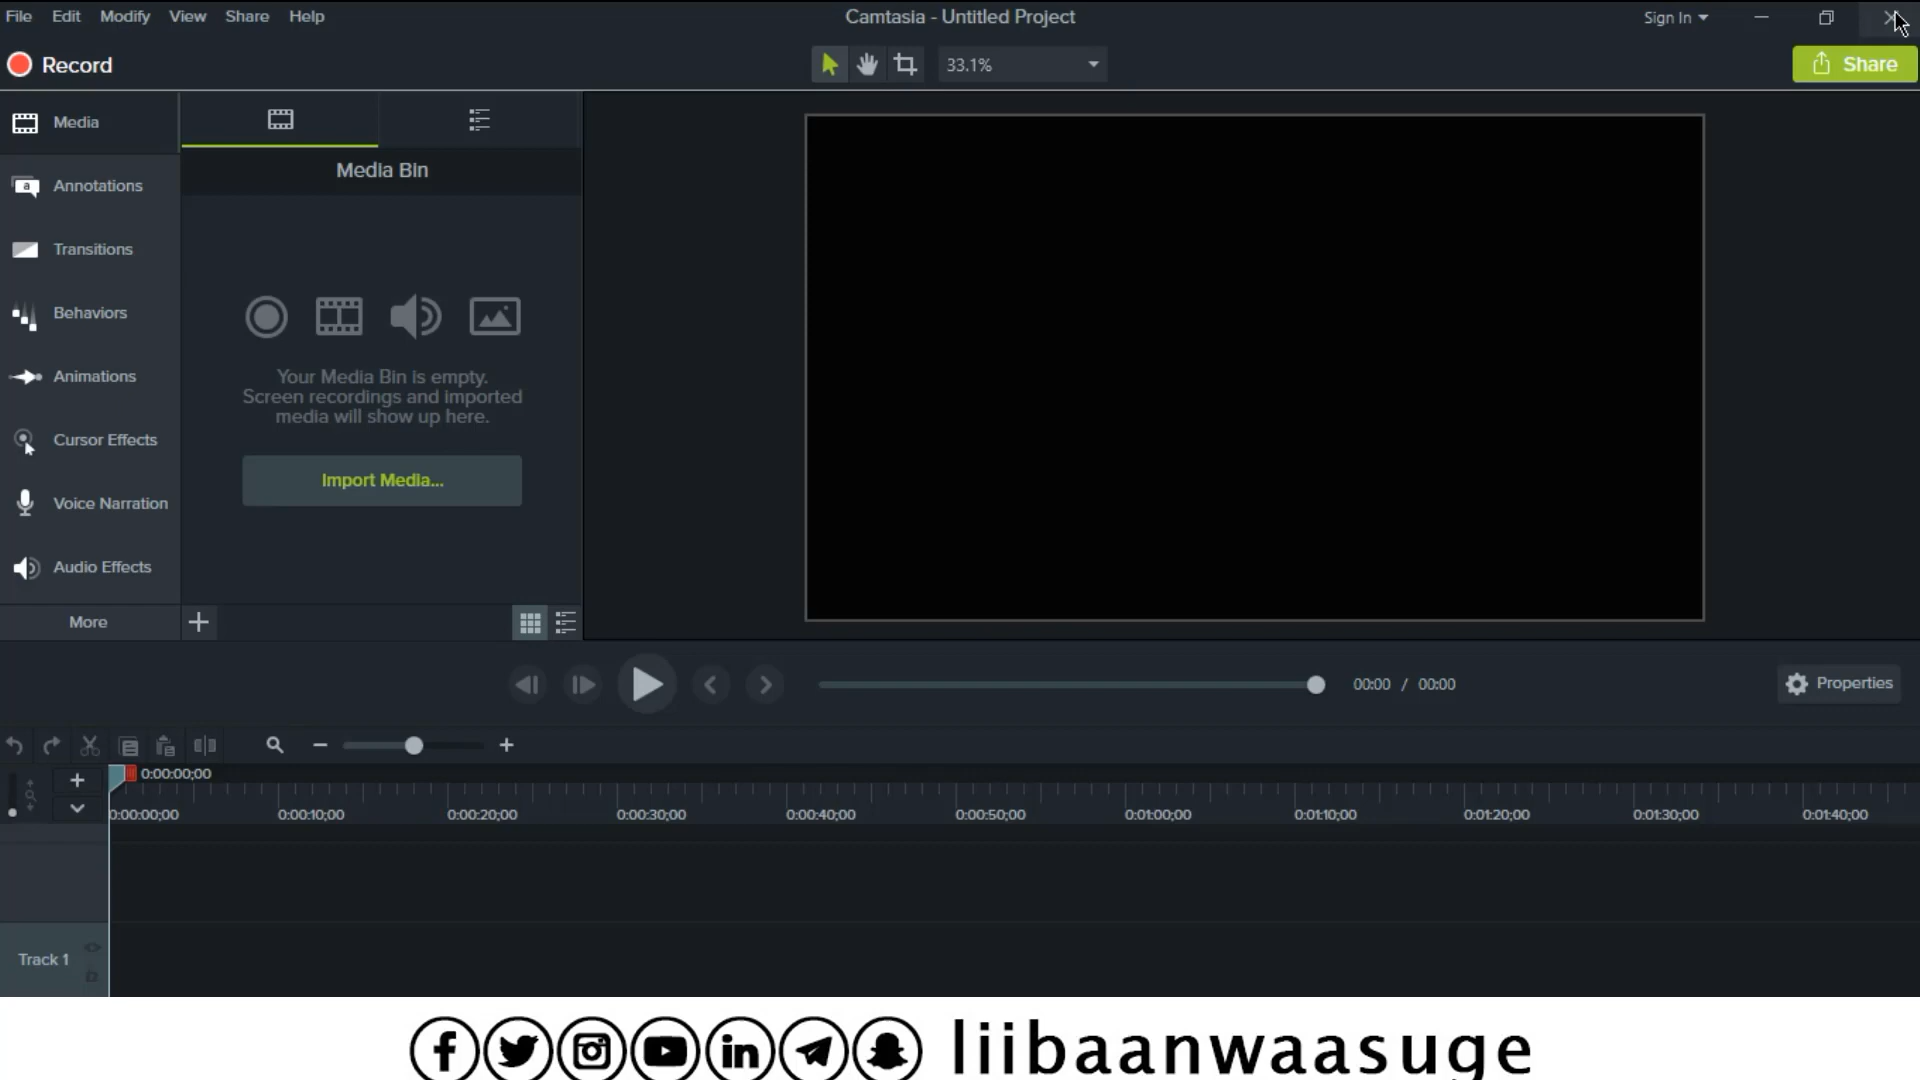 File Edit Modify View Share Help
Camtasia - Untitled Project
Sign In
Record
33.1%
Share
Media
Annotations
Transitions
Behaviors
Animations
Cursor Effects
Voice Narration
Audio Effects
More
Media Bin
Your Media Bin is empty.
Screen recordings and imported
media will show up here.
Import Media...
00:00 / 00:00
Properties
0:00:00;00
0:00:00;00 0:00:10;00 0:00:20;00 0:00:30;00 0:00:40;00 0:00:50;00 0:01:00;00 0:01:10;00 0:01:20;00 0:01:30;00 0:01:40;00
Track 1
liibaanwaasuge